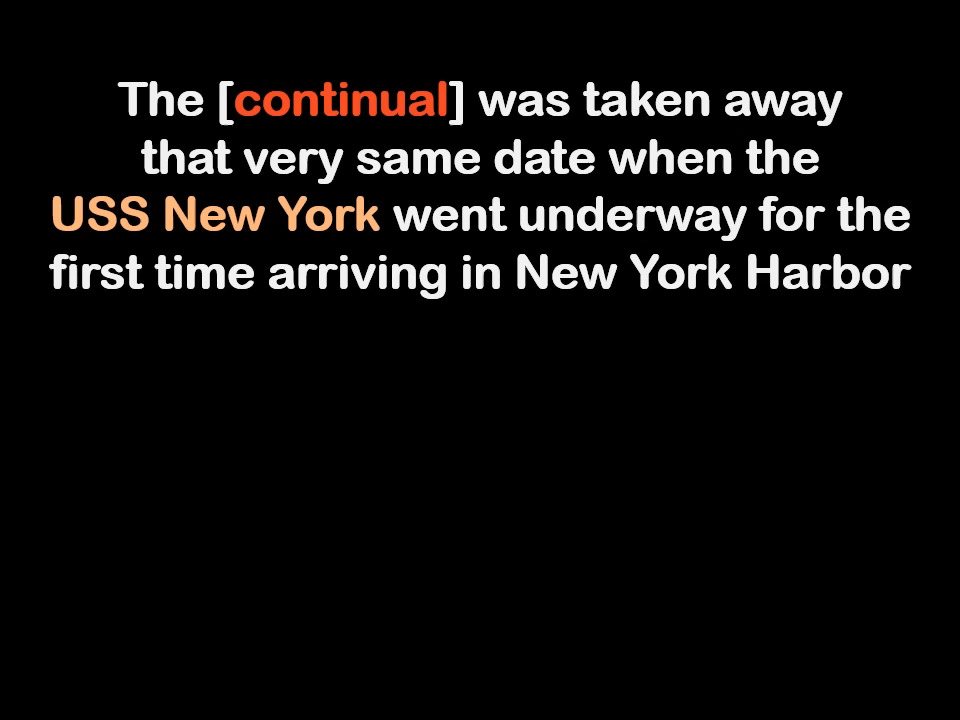 The [continual] was taken away
that very same date when the
USS New York went underway for the
first time arriving in New York Harbor